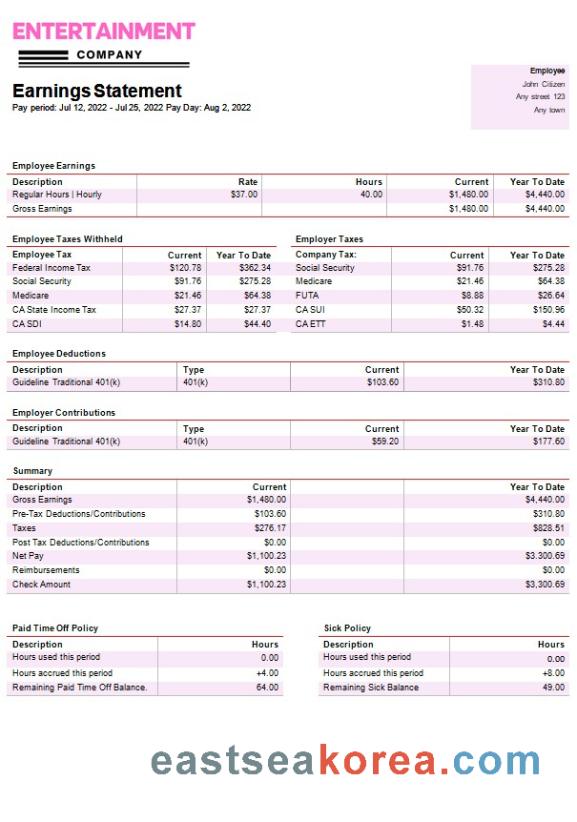 ENTERTAINMENT
COMPANY
Earnings Statement
Pay period: Jul 12, 2022 - Jul 25, 2022 Pay Day: Aug 2, 2022
Employee
John Citizen
Any street 123
Any town
Employee Earnings
Description Rate Hours Current Year To Date
Regular Hours | Hourly $37.00 40.00 $1,480.00 $4,440.00
Gross Earnings $1,480.00 $4,440.00
Employee Taxes Withheld
Employee Tax Current Year To Date
Federal Income Tax $120.78 $362.34
Social Security $91.76 $275.28
Medicare $21.46 $64.38
CA State Income Tax $27.37 $27.37
CA SDI $14.80 $44.40
Employer Taxes
Company Tax: Current Year To Date
Social Security $91.76 $275.28
Medicare $21.46 $64.38
FUTA $8.88 $26.64
CA SUI $50.32 $150.96
CA ETT $1.48 $4.44
Employee Deductions
Description Type Current Year To Date
Guideline Traditional 401(k) 401(k) $103.60 $310.80
Employer Contributions
Description Type Current Year To Date
Guideline Traditional 401(k) 401(k) $59.20 $177.60
Summary
Description Current Year To Date
Gross Earnings $1,480.00 $4,440.00
Pre-Tax Deductions/Contributions $103.60 $310.80
Taxes $276.17 $828.51
Post Tax Deductions/Contributions $0.00 $0.00
Net Pay $1,100.23 $3.300.69
Reimbursements $0.00 $0.00
Check Amount $1,100.23 $3,300.69
Paid Time Off Policy
Description Hours
Hours used this period 0.00
Hours accrued this period +4.00
Remaining Paid Time Off Balance. 64.00
Sick Policy
Description Hours
Hours used this period 0.00
Hours accrued this period +8.00
Remaining Sick Balance 49.00
eastseakorea.com